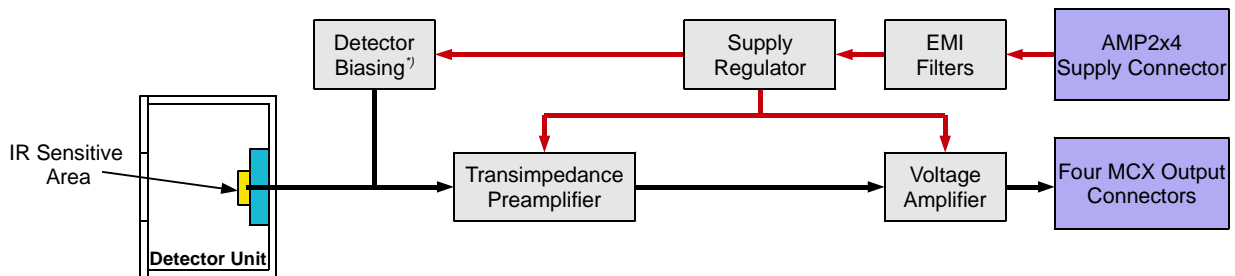 Detector
Biasing*)
Supply
Regulator
EMI
Filters
AMP2x4
Supply Connector
IR Sensitive
Area
Transimpedance
Preamplifier
Voltage
Amplifier
Four MCX Output
Connectors
Detector Unit